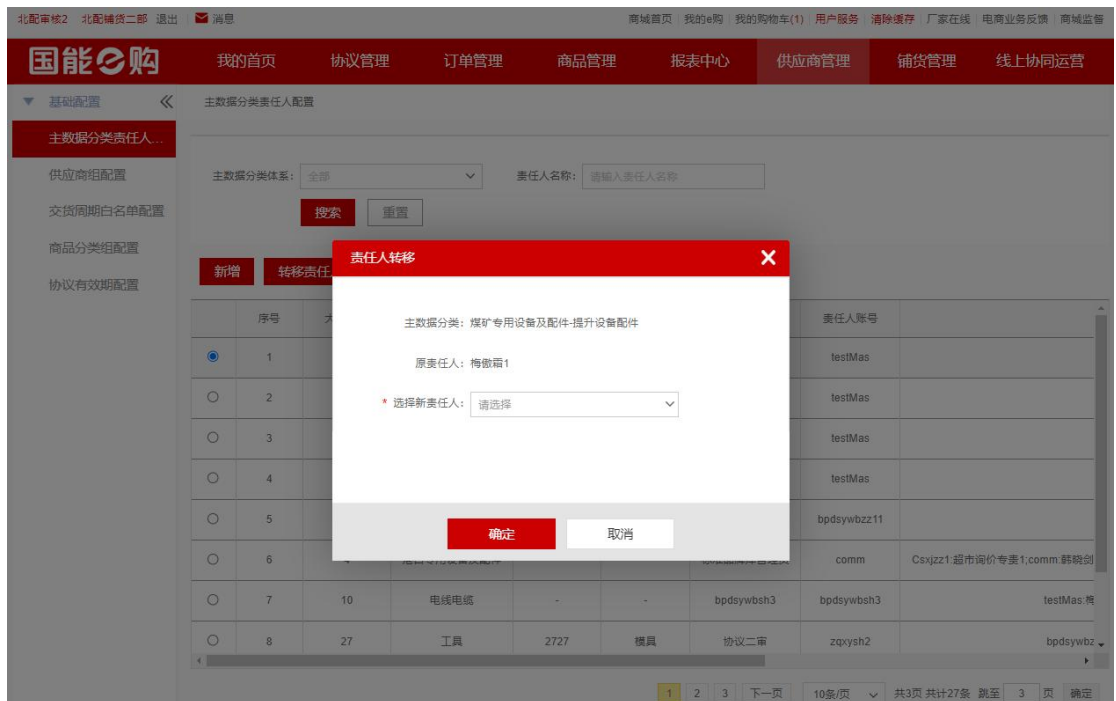 北配审核2 北配铺货二部 退出 消息 商城首页 我的e购 我的购物车(1) 用户服务 清除缓存 厂家在线 电商业务反馈 商城监督
国能e购 我的首页 协议管理 订单管理 商品管理 报表中心 供应商管理 铺货管理 线上协同运营
基础配置 主数据分类责任人配置
主数据分类责任人...
供应商组配置
交货周期白名单配置
商品分类组配置
协议有效期配置
主数据分类体系： 全部 责任人名称： 请输入责任人名称
搜索 重置
新增 转移责任
责任人转移
主数据分类：煤矿专用设备及配件-提升设备配件
原责任人：梅傲霜1
* 选择新责任人： 请选择
确定 取消
序号 大 责任人账号
1 testMas
2 testMas
3 testMas
4 testMas
5 bpdsywbzz11
6 comm Csxjzz1:超市询价专责1;comm:韩晓剑
7 10 电线电缆 - - bpdsywbsh3 bpdsywbsh3 testMas:梅
8 27 工具 2727 模具 协议二审 zqxysh2 bpdsywbz
1 2 3 下一页 10条/页 共3页 共计27条 跳至 3 页 确定